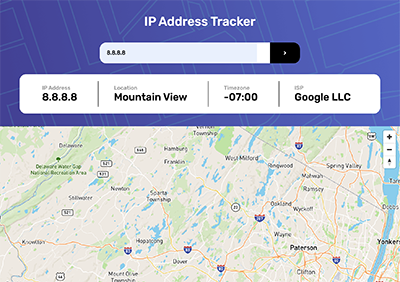 IP Address Tracker
8.8.8.8
>
IP Address
8.8.8.8
Location
Mountain View
Timezone
-07:00
ISP
Google LLC
Vernon Township
Delaware
Hamburg
West Milford
Spring Valley
Delaware Water Gap
National Recreation Area
Franklin
Ringwood
Wanaque
Newton
Sparta Township
Ramsey
Stillwater
Oakland
Wyckoff
Knowlton
Hopatcong
Paterson
Yonkers
Dover
Clifton
Mount Olive
Township